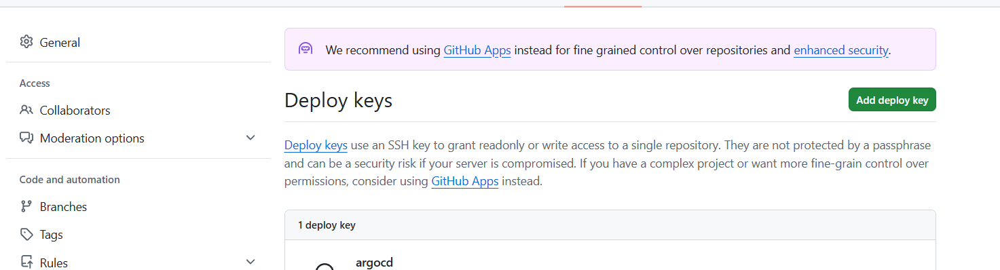 General
Access
Collaborators
Moderation options
Code and automation
Branches
Tags
Rules
We recommend using GitHub Apps instead for fine grained control over repositories and enhanced security.
Deploy keys
Add deploy key
Deploy keys use an SSH key to grant readonly or write access to a single repository. They are not protected by a passphrase
and can be a security risk if your server is compromised. If you have a complex project or want more fine-grain control over
permissions, consider using GitHub Apps instead.
1 deploy key
argocd